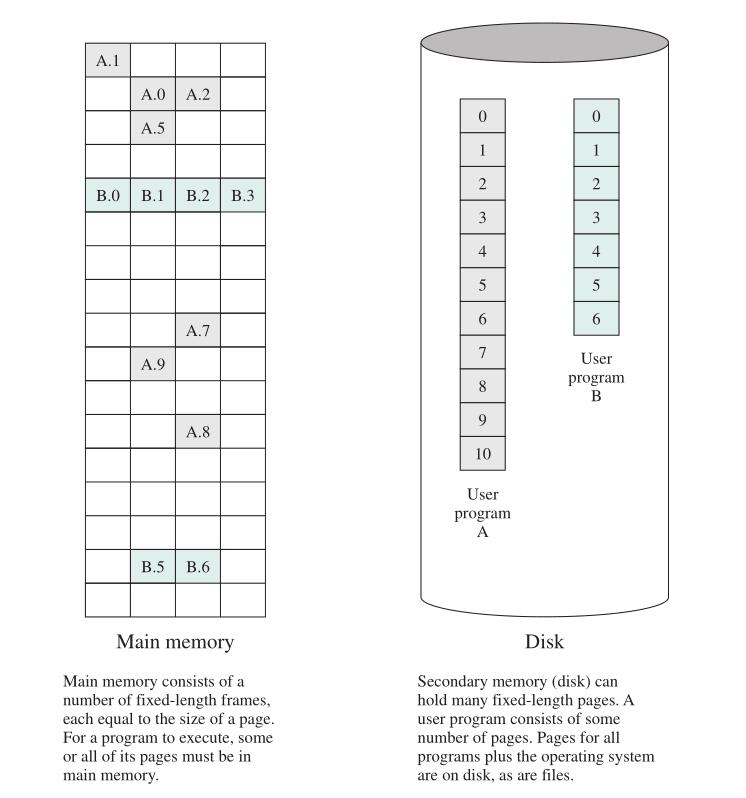 A.1
A.0 A.2
A.5
B.0 B.1 B.2 B.3
A.7
A.9
A.8
B.5 B.6
Main memory
Main memory consists of a
number of fixed-length frames,
each equal to the size of a page.
For a program to execute, some
or all of its pages must be in
main memory.
0
1
2
3
4
5
6
7
8
9
10
User
program
A
0
1
2
3
4
5
6
User
program
B
Disk
Secondary memory (disk) can
hold many fixed-length pages. A
user program consists of some
number of pages. Pages for all
programs plus the operating system
are on disk, as are files.